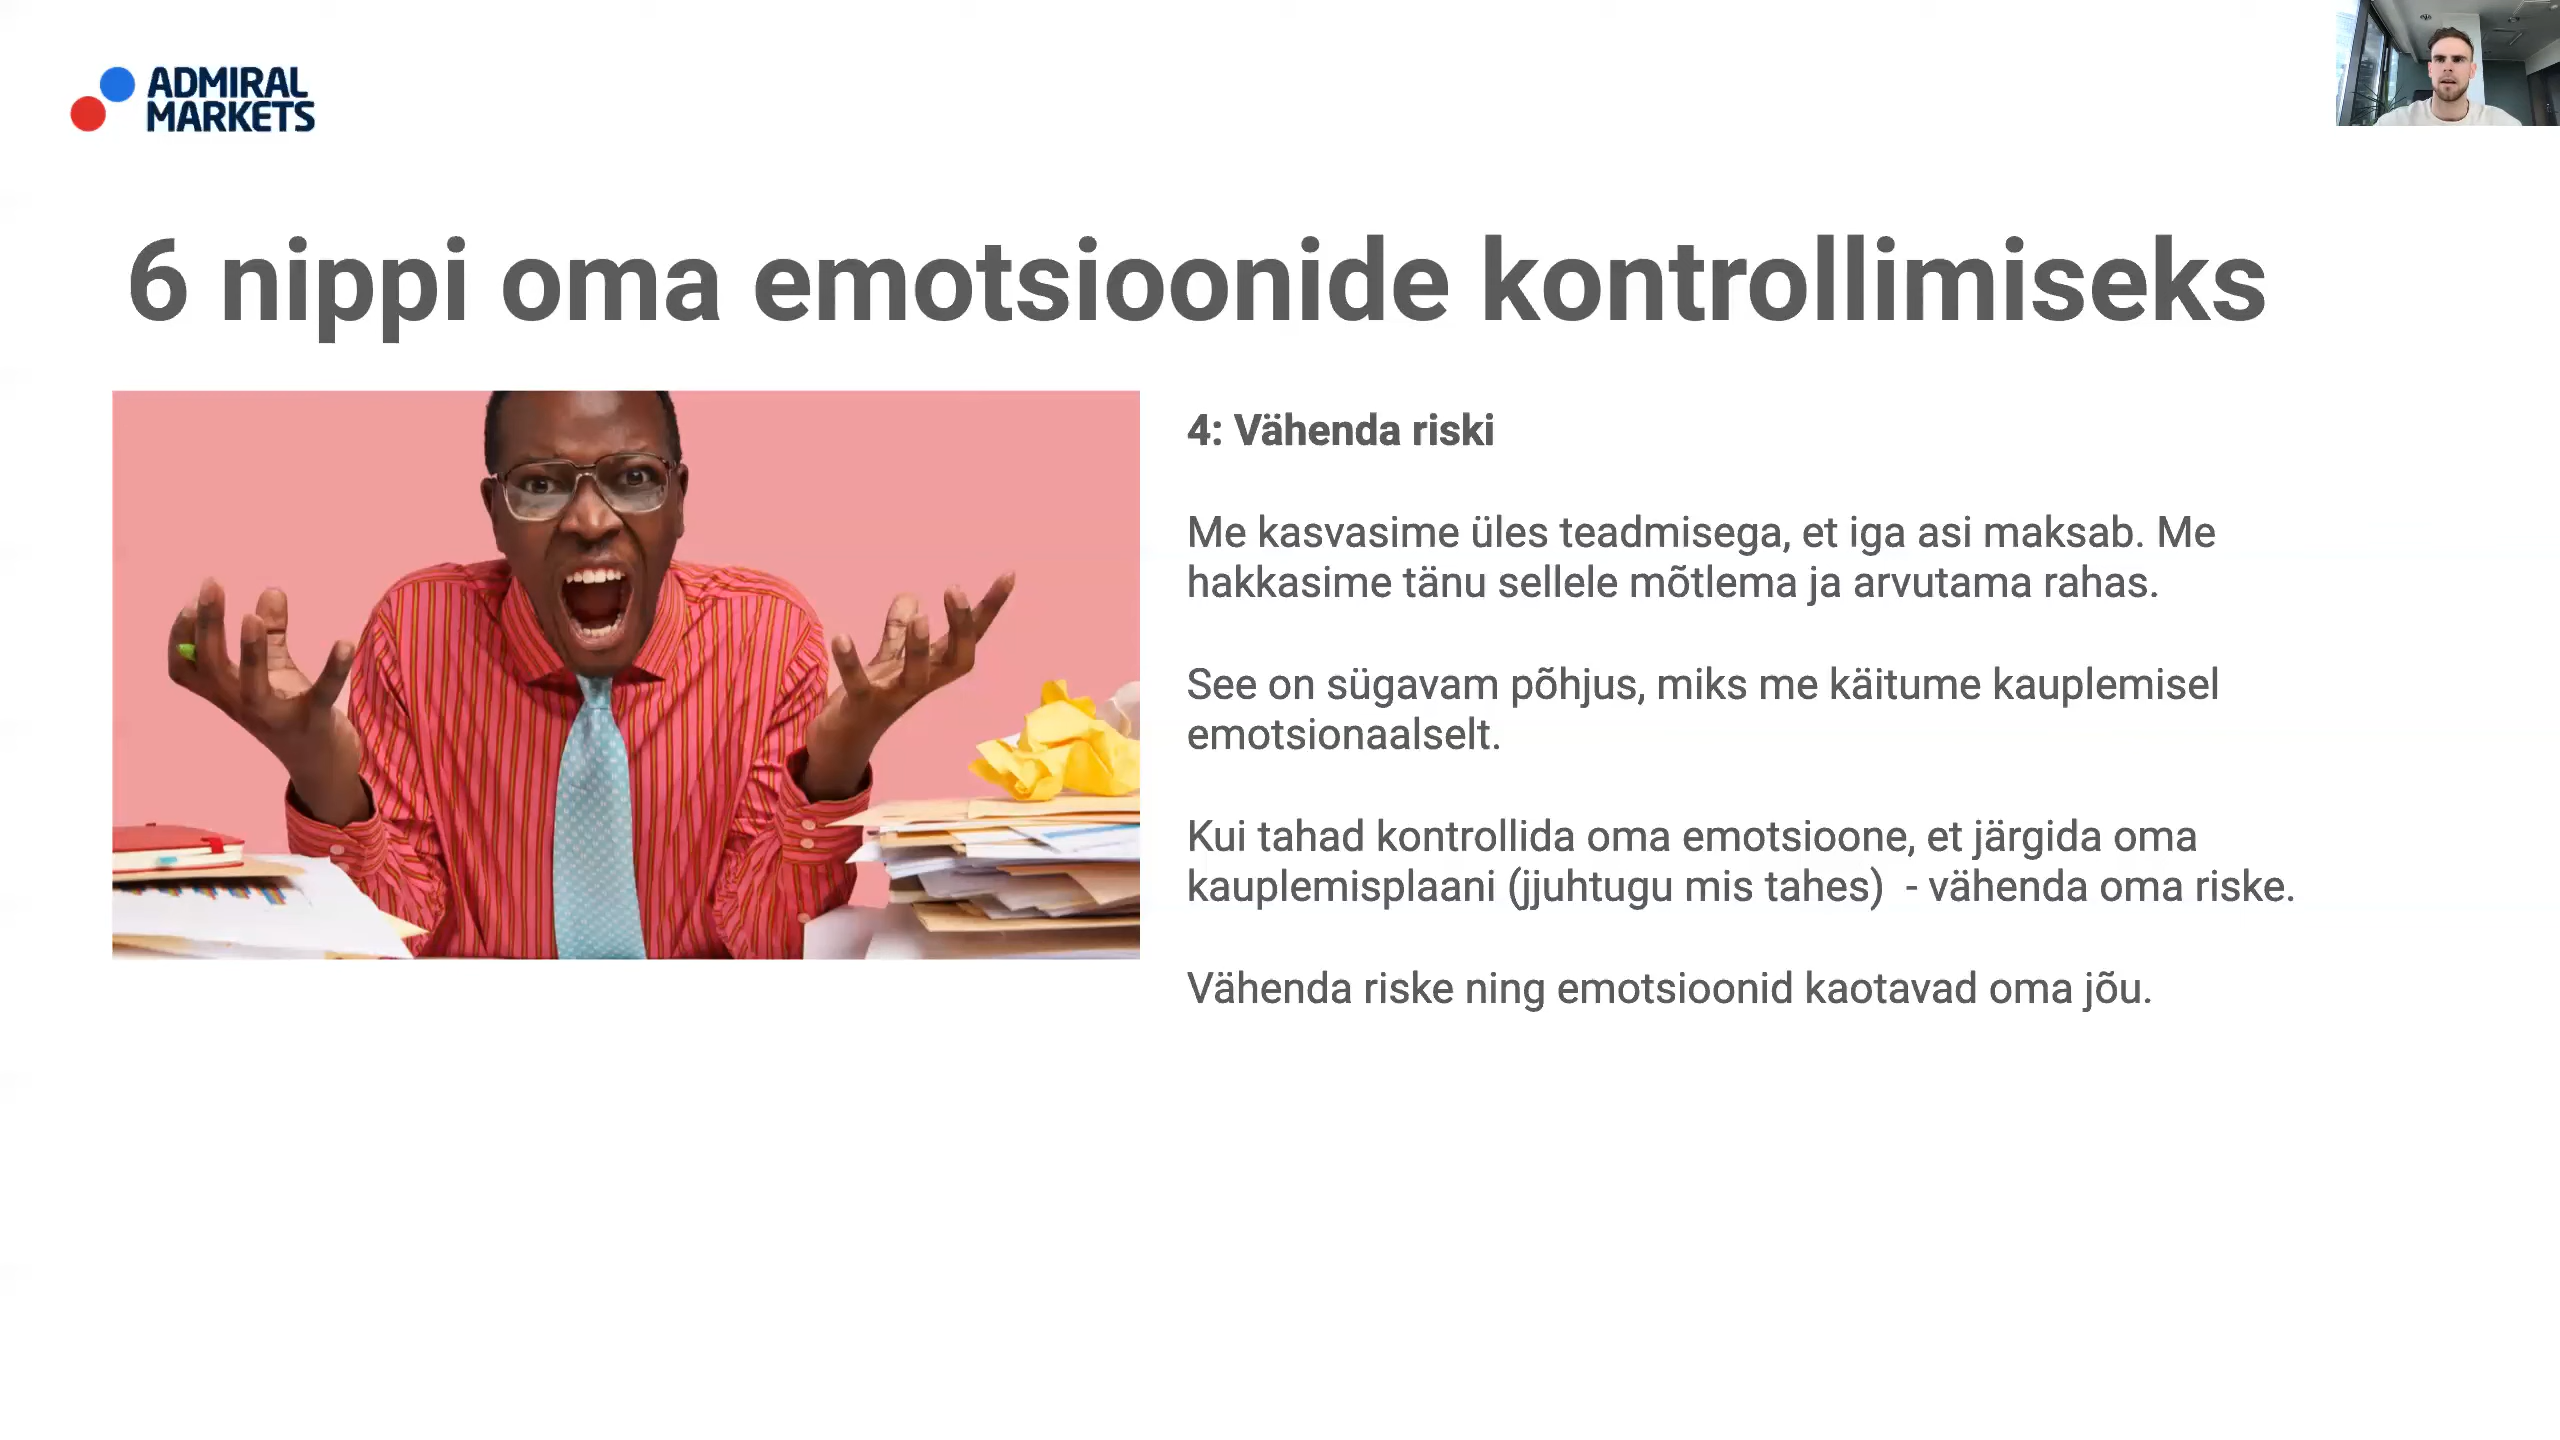 ADMIRAL
MARKETS
6 nippi oma emotsioonide kontrollimiseks
4: Vähenda riski
Me kasvasime üles teadmisega, et iga asi maksab. Me
hakkasime tänu sellele mõtlema ja arvutama rahas.
See on sügavam põhjus, miks me käitume kauplemisel
emotsionaalselt.
Kui tahad kontrollida oma emotsioone, et järgida oma
kauplemisplaani (jjuhtugu mis tahes)  - vähenda oma riske.
Vähenda riske ning emotsioonid kaotavad oma jõu.